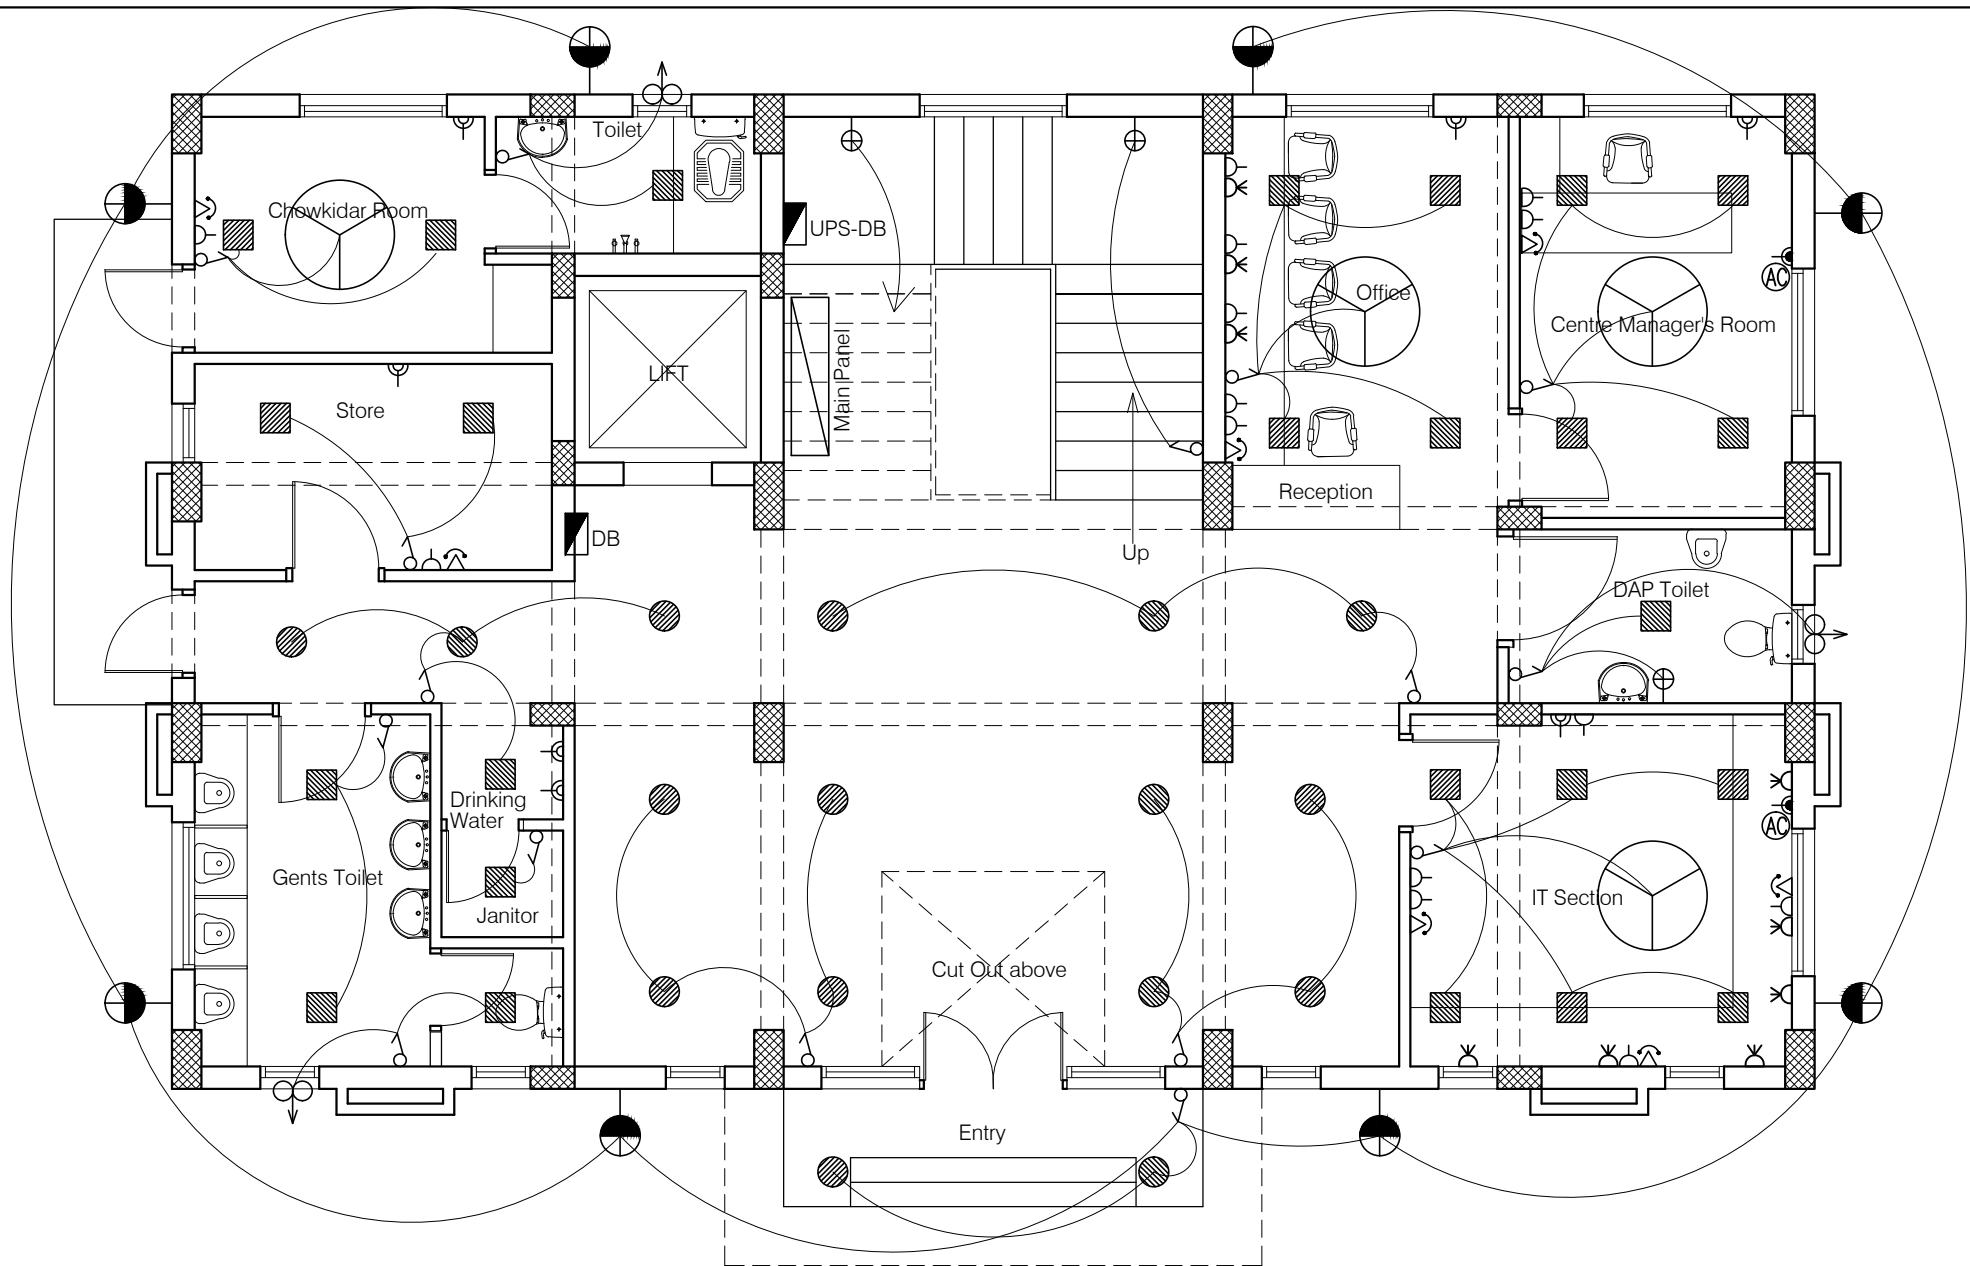 Toilet
Chowkidar Room
UPS-DB
Office
AC
Centre Manager's Room
LIFT
Main Panel
Store
Reception
DB
Up
DAP Toilet
Drinking
Water
AC
Gents Toilet
IT Section
Janitor
Cut Out above
Entry